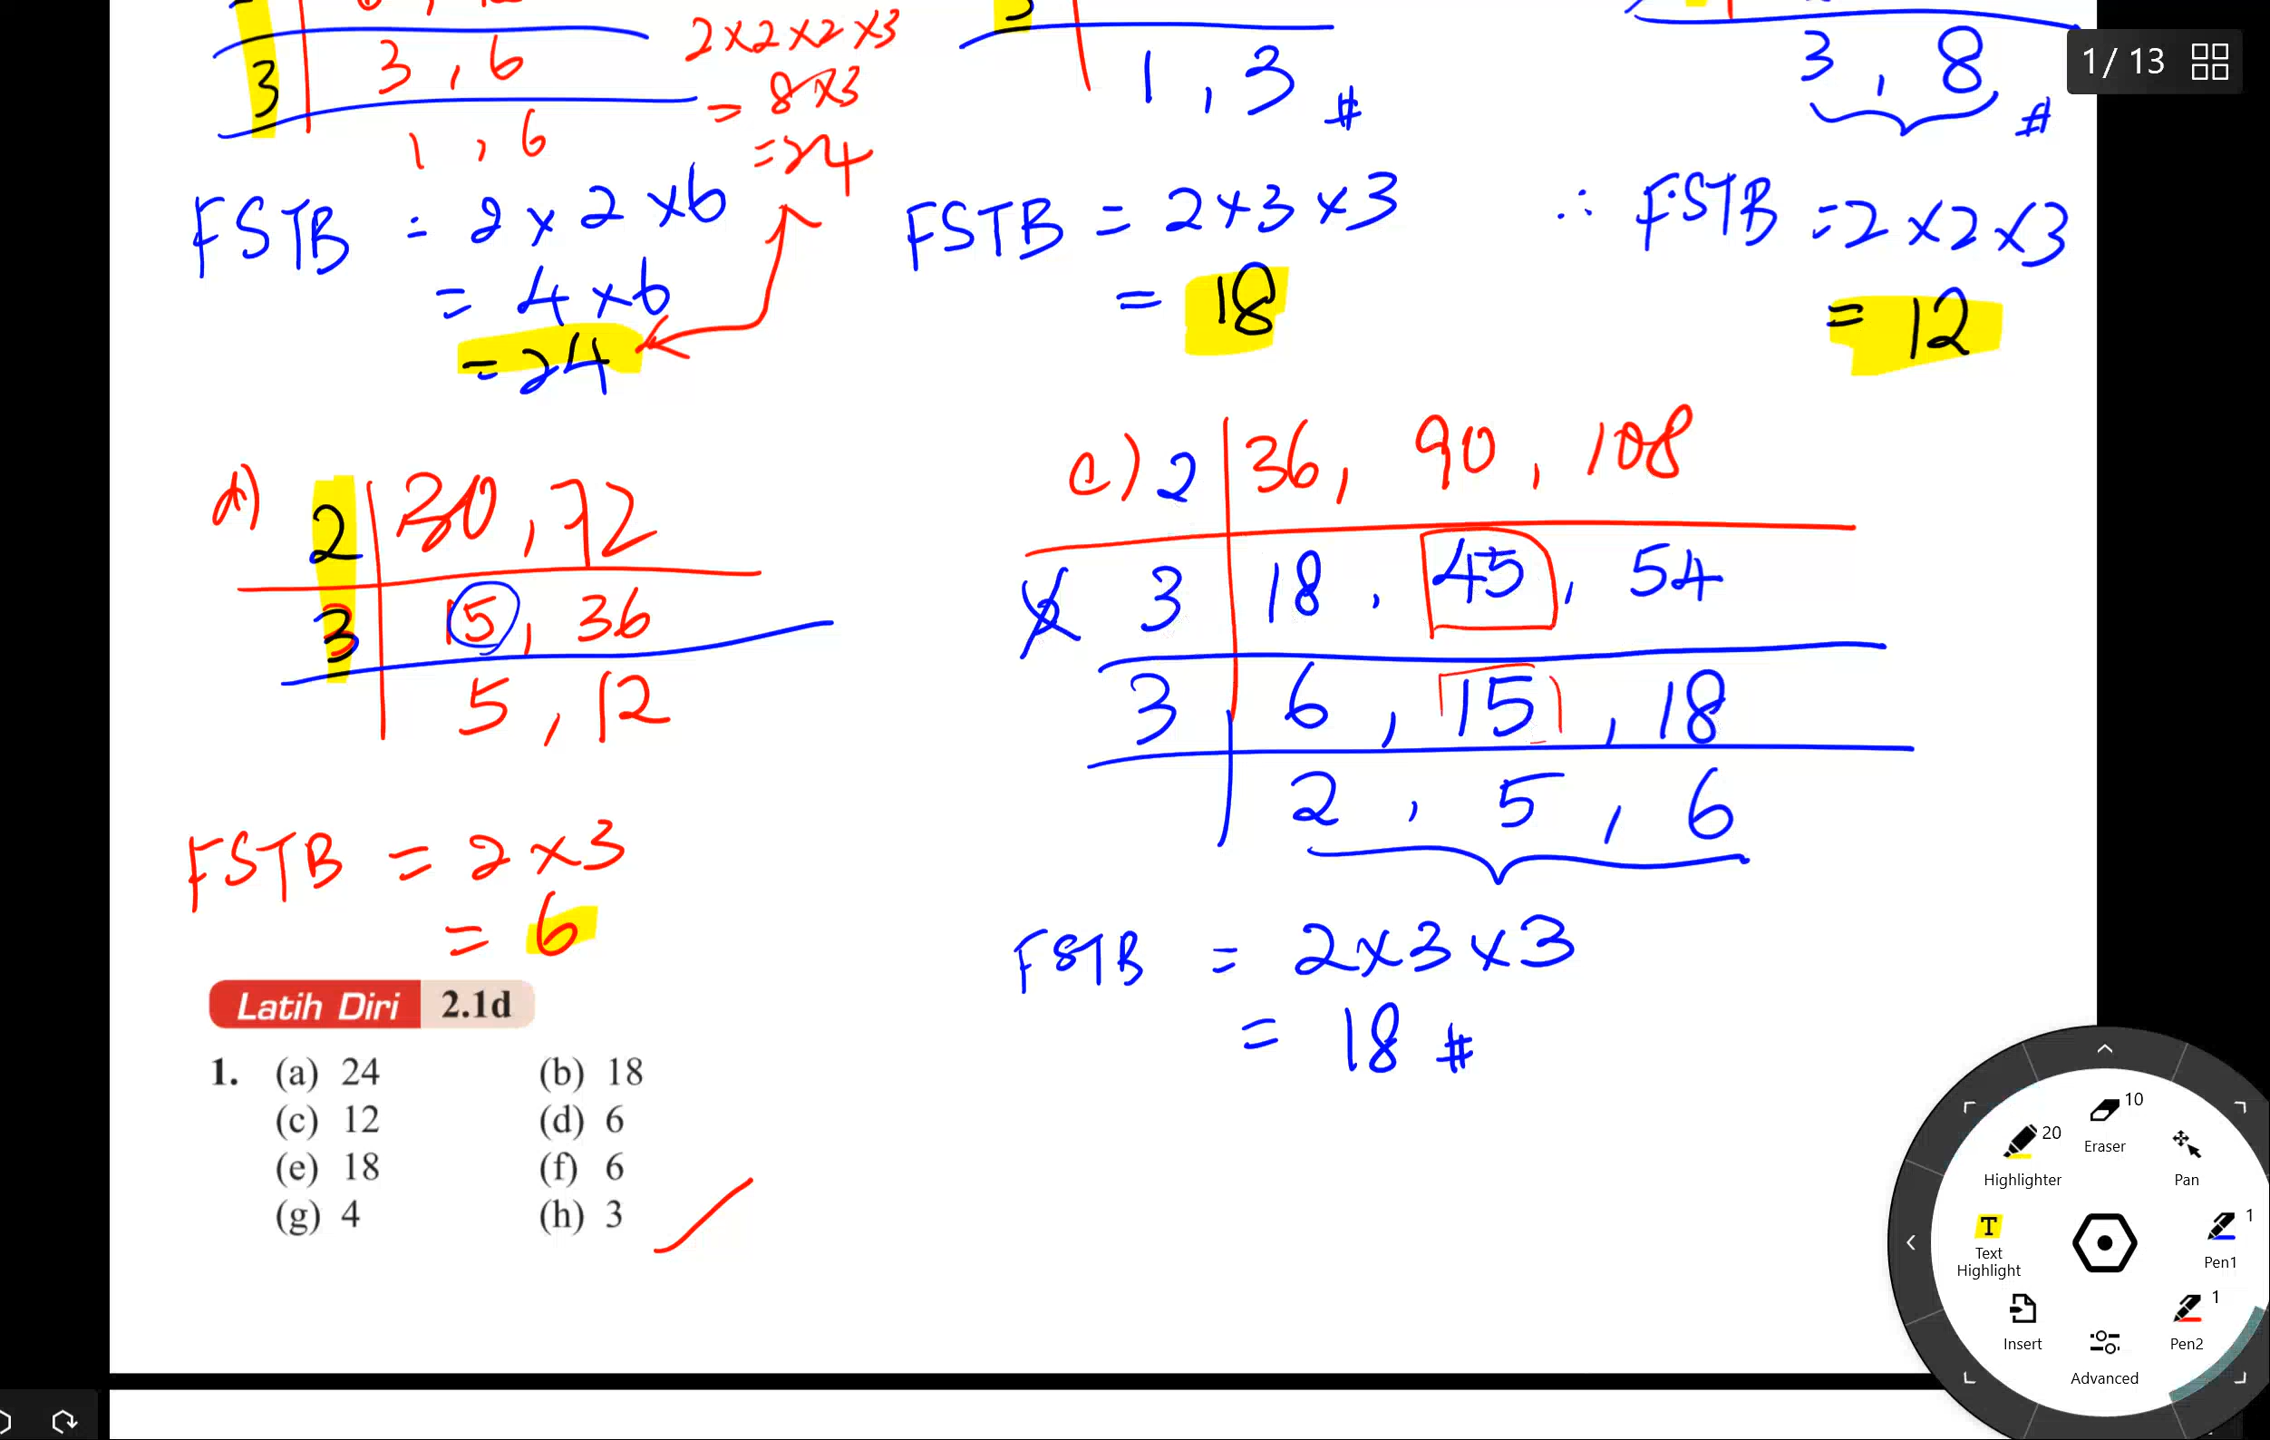 3 | 3 , 6
1 , 6
2×2×2×3
= 8×3
=24
FSTB = 2 × 2 ×6
= 4 ×6
=24
1 , 3 #
FSTB = 2×3×3
= 18
3 , 8 #
∴ FSTB =2×2×3
= 12
1/ 13
d) 2 | 30 , 72
3 | 15 , 36
5 , 12
FSTB = 2 ×3
= 6
e) 2 | 36, 90 , 108
3 | 18 , 45 , 54
3 | 6 , 15 , 18
2 , 5 , 6
FSTB = 2×3×3
= 18 #
Latih Diri 2.1d
1. (a) 24 (b) 18
(c) 12 (d) 6
(e) 18 (f) 6
(g) 4 (h) 3
10
Eraser
20
Highlighter
Pan
T
Text
Highlight
1
Pen1
Insert
1
Pen2
Advanced